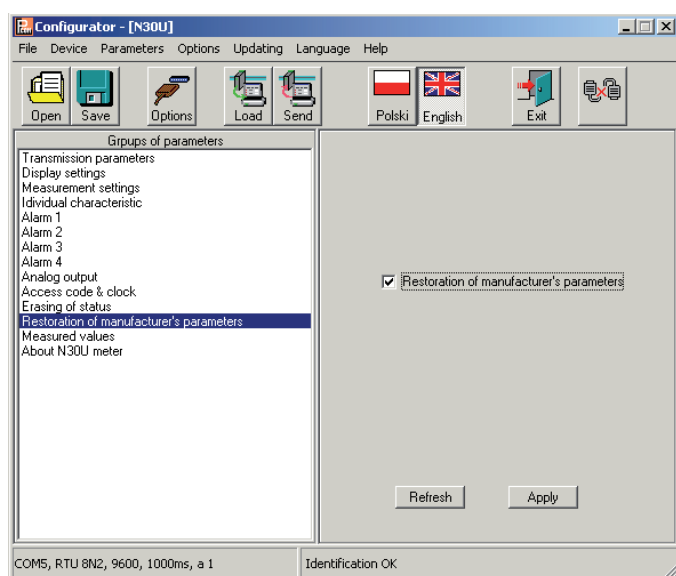 Configurator - [N30U]
File Device Parameters Options Updating Language Help
Open Save Options Load Send Polski English Exit
Grpups of parameters
Transmission parameters
Display settings
Measurement settings
Idividual characteristic
Alarm 1
Alarm 2
Alarm 3
Alarm 4
Analog output
Access code & clock
Erasing of status
Restoration of manufacturer's parameters
Measured values
About N30U meter
Restoration of manufacturer's parameters
Refresh Apply
COM5, RTU 8N2, 9600, 1000ms, a 1 Identification OK